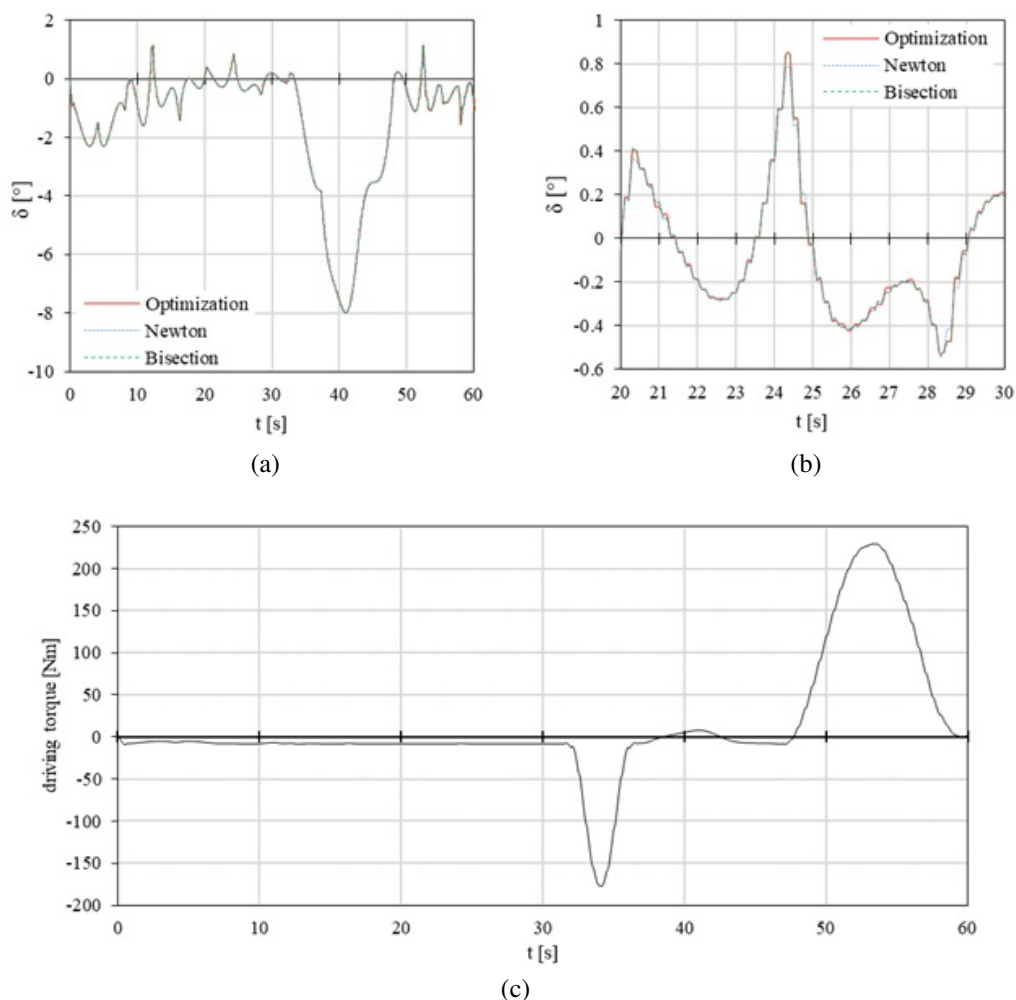 2
0
-2
-4
-6
-8
-10
δ [°]
Optimization
Newton
Bisection
0 10 20 30 40 50 60
t [s]
(a)
1
0.8
0.6
0.4
0.2
0
-0.2
-0.4
-0.6
δ [°]
Optimization
Newton
Bisection
20 21 22 23 24 25 26 27 28 29 30
t [s]
(b)
250
200
150
100
50
0
-50
-100
-150
-200
driving torque [Nm]
0 10 20 30 40 50 60
t [s]
(c)